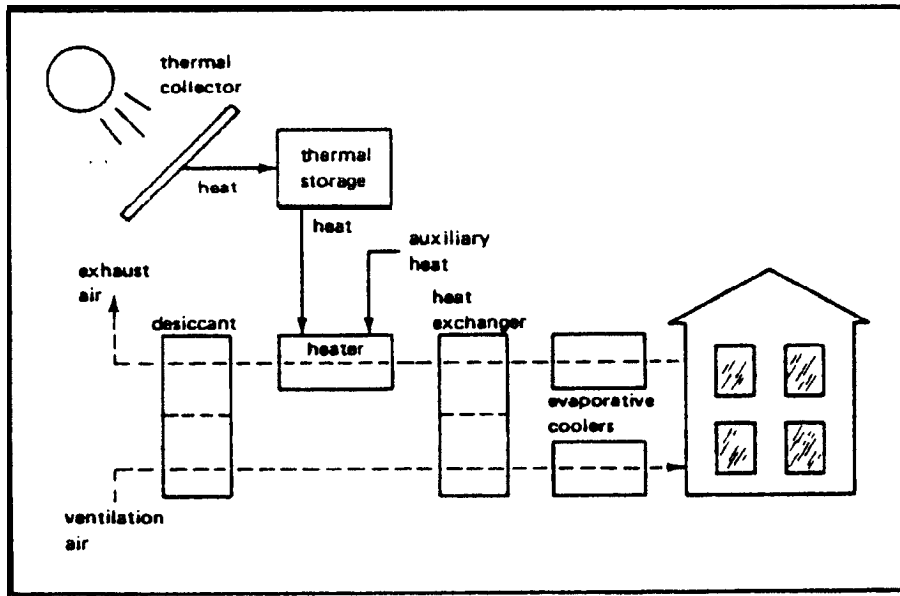 thermal
collector
heat
thermal
storage
heat
auxiliary
heat
exhaust
air
desiccant
heater
heat
exchanger
evaporative
coolers
ventilation
air